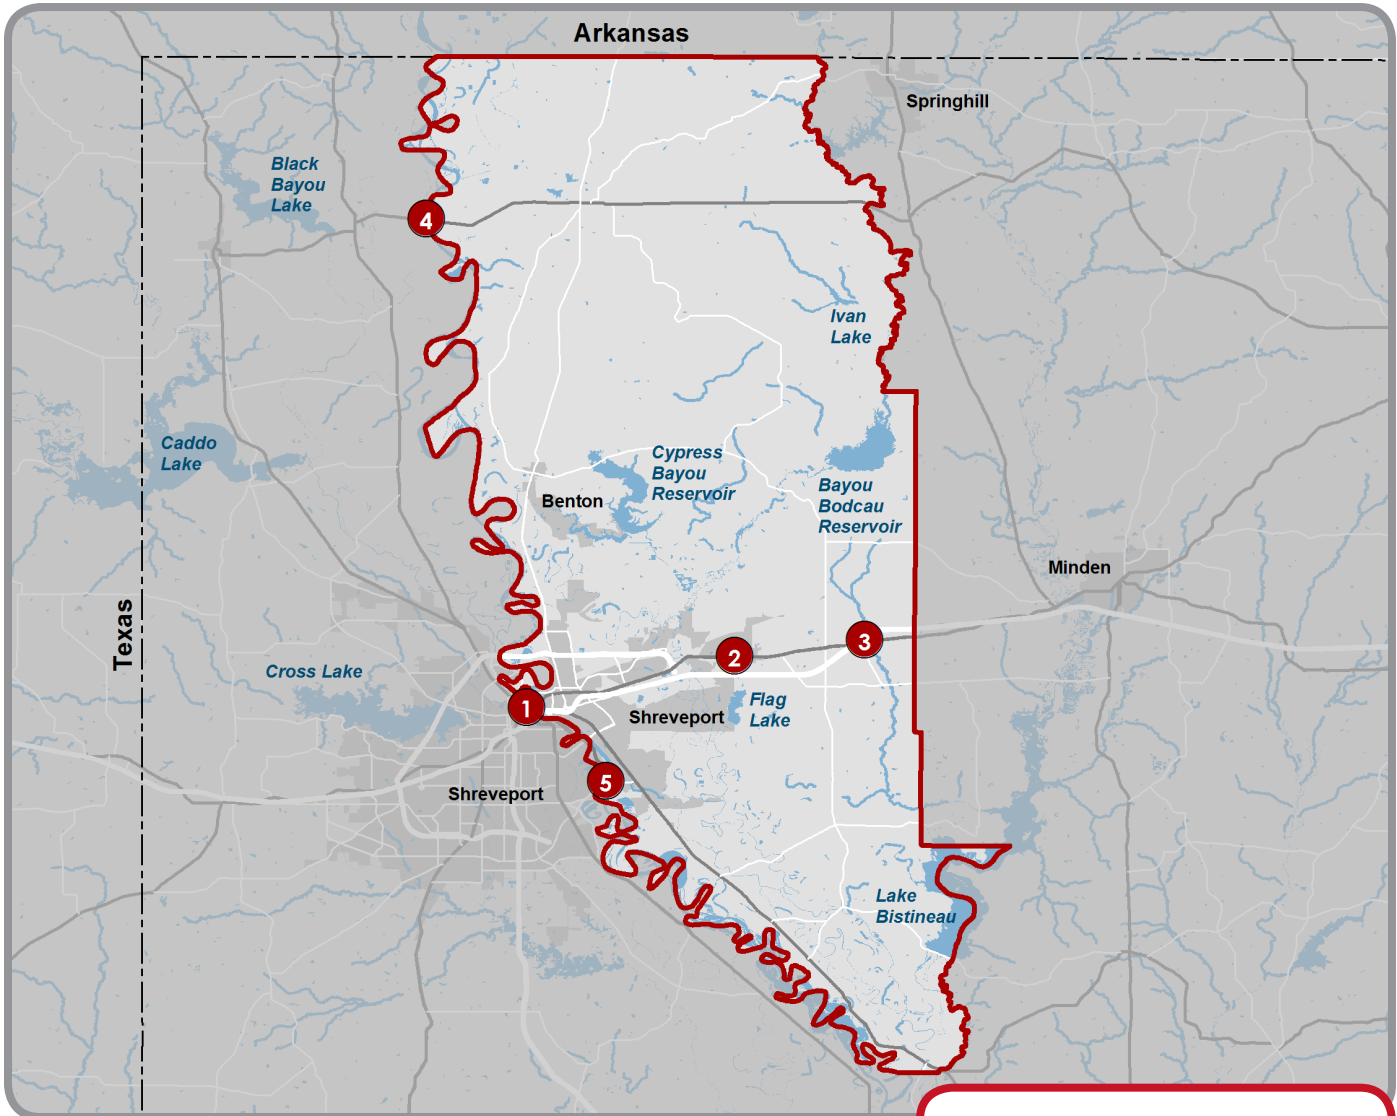 Arkansas
Springhill
Black
Bayou
Lake
4
Ivan
Lake
Caddo
Lake
Cypress
Bayou
Reservoir
Benton
Bayou
Bodcau
Reservoir
Minden
Texas
3
2
Cross Lake
1
Flag
Lake
Shreveport
5
Shreveport
Lake
Bistineau